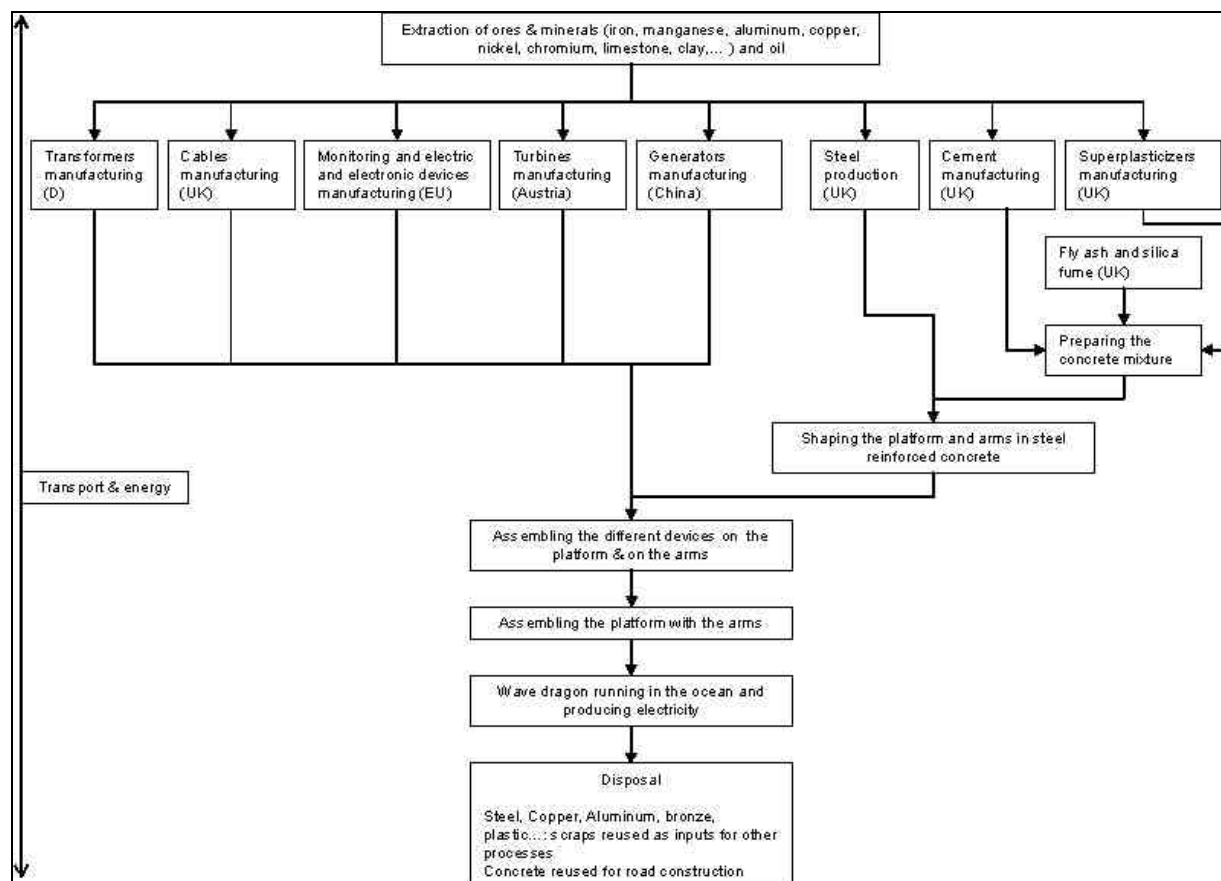 Extraction of ores & minerals (iron, manganese, aluminum, copper,
nickel, chromium, limestone, clay,... ) and oil
Transformers
manufacturing
(D)
Cables
manufacturing
(UK)
Monitoring and electric
and electronic devices
manufacturing (EU)
Turbines
manufacturing
(Austria)
Generators
manufacturing
(China)
Steel
production
(UK)
Cement
manufacturing
(UK)
Superplasticizers
manufacturing
(UK)
Fly ash and silica
fume (UK)
Preparing the
concrete mixture
Shaping the platform and arms in steel
reinforced concrete
Transport & energy
Assembling the different devices on the
platform & on the arms
Assembling the platform with the arms
Wave dragon running in the ocean and
producing electricity
Disposal
Steel, Copper, Aluminum, bronze,
plastic...: scraps reused as inputs for other
processes
Concrete reused for road construction